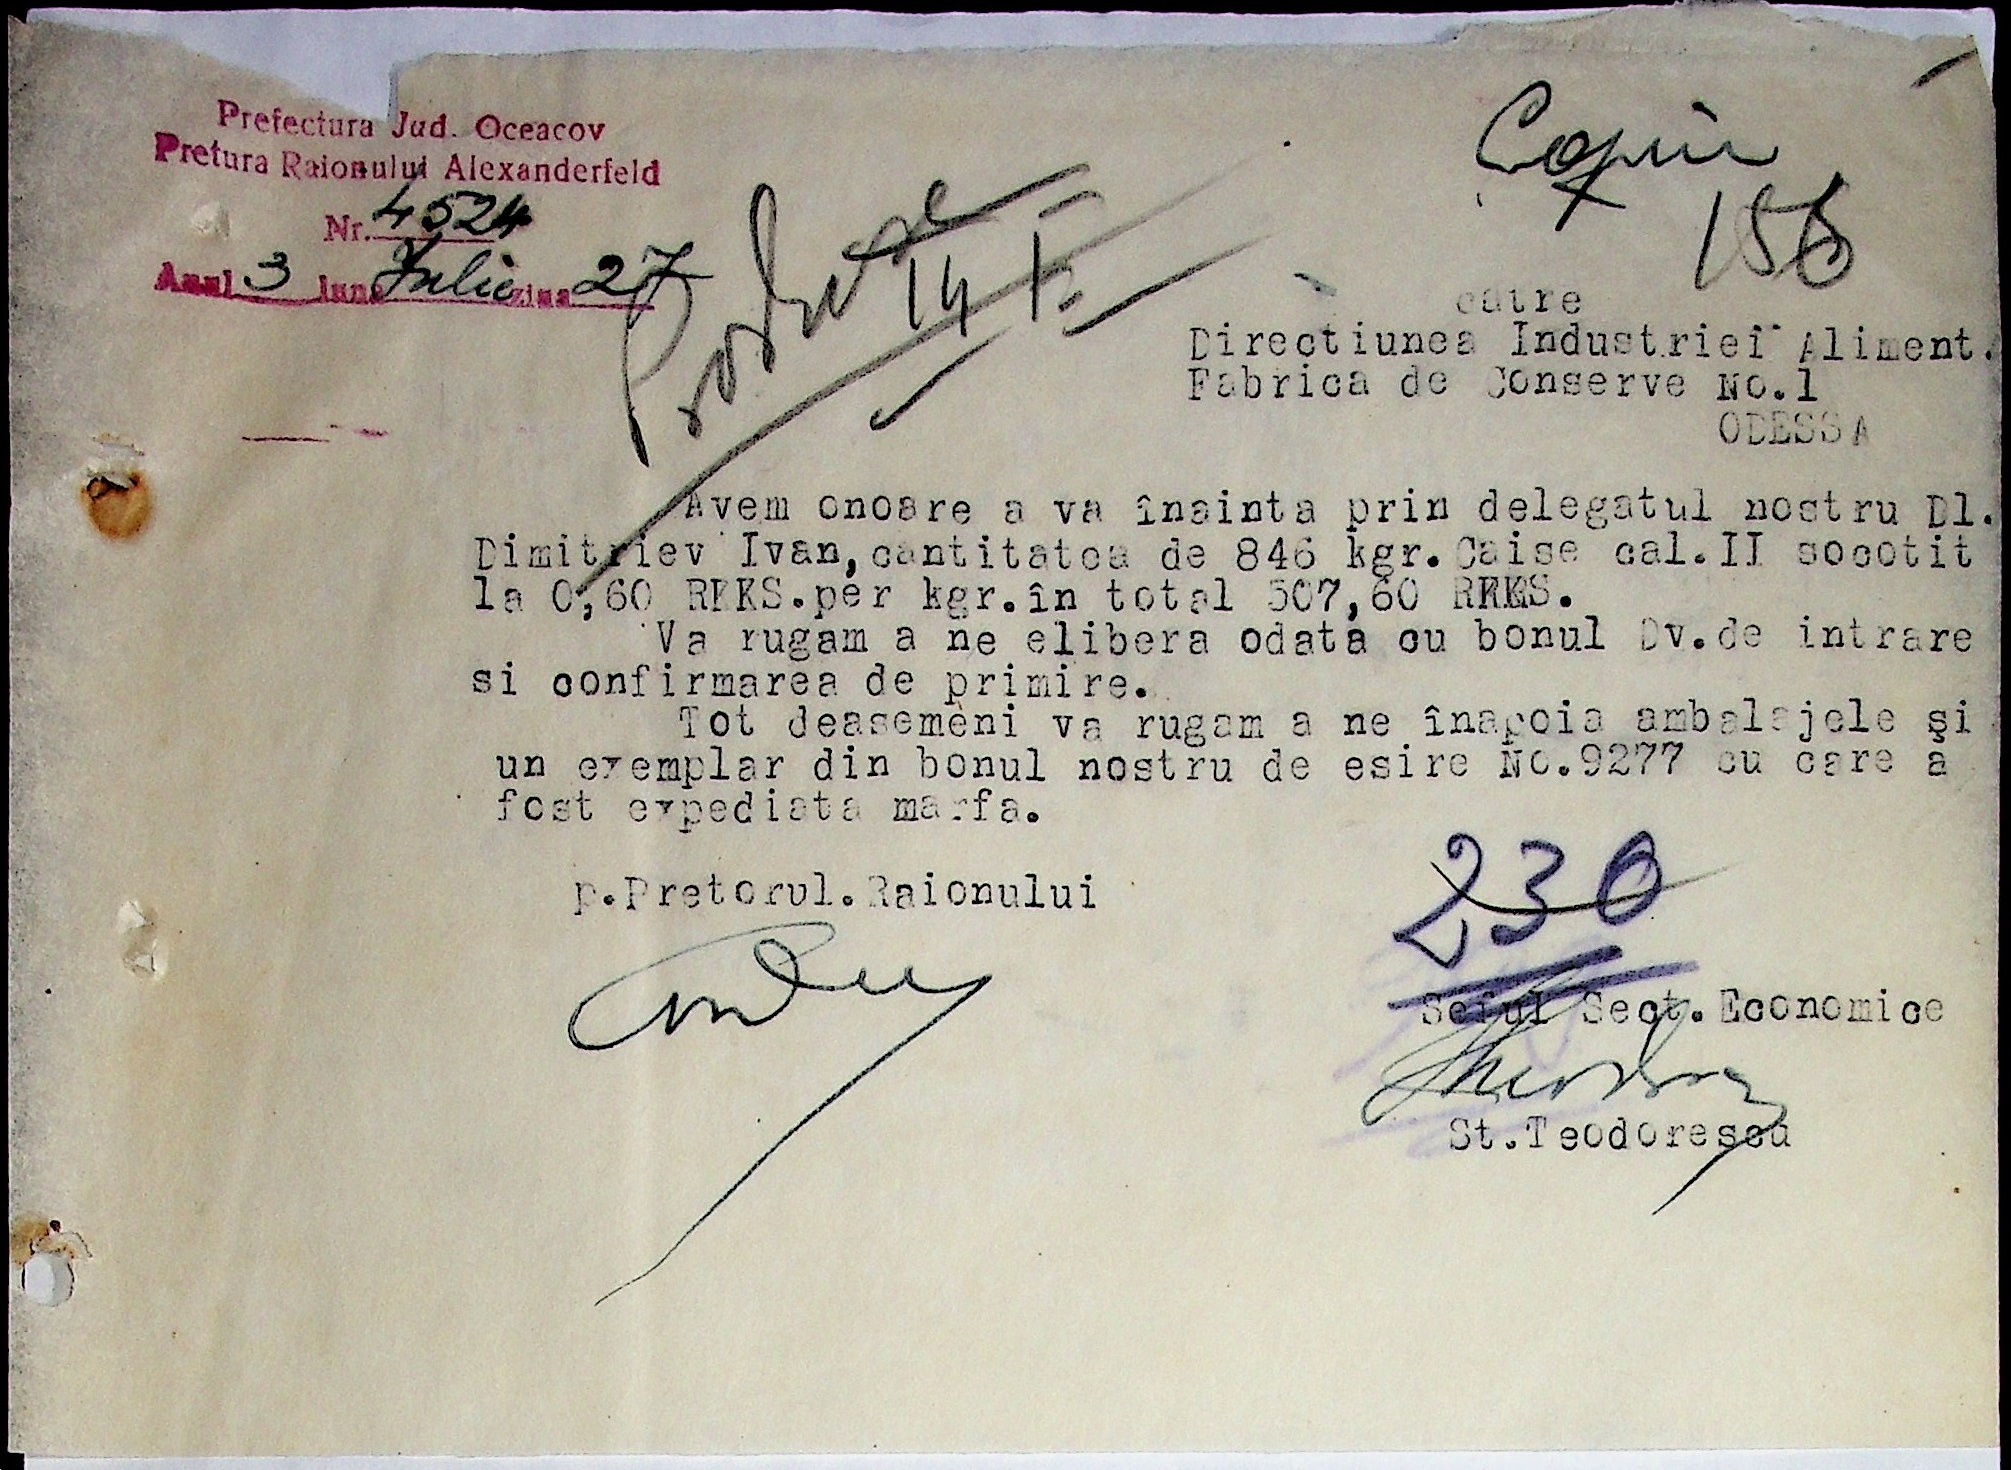 Prefectura Jud. Oceacov
Pretura Raionului Alexanderfeld
Nr. 4524
Anul 3 luna Iulie ziua 27
156
catre
Directiunea Industriei Aliment.
Fabrica de Conserve No.1
ODESSA
14
Avem onoare a va înainta prin delegatul nostru Dl.
Dimitriev Ivan, cantitatea de 846 kgr. Caise cal.II socotit
la 0,60 RKKS.per kgr.în total 507,60 RKKS.
Va rugam a ne elibera odata cu bonul Dv.de intrare
si confirmarea de primire.
Tot deasemeni va rugam a ne înapoia ambalajele şi
un exemplar din bonul nostru de esire No.9277 cu care a
fost expediata marfa.
p.Pretorul.Raionului
230
Seful Sect.Economice
St.Teodorescu